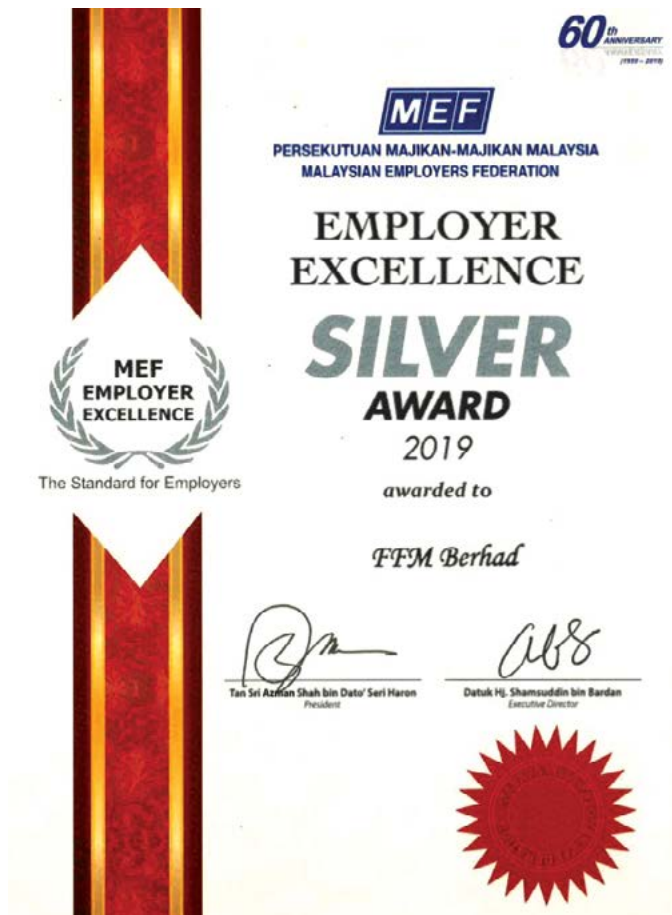 60th
ANNIVERSARY
(1959 – 2019)
MEF
PERSEKUTUAN MAJIKAN-MAJIKAN MALAYSIA
MALAYSIAN EMPLOYERS FEDERATION
EMPLOYER
EXCELLENCE
SILVER
AWARD
2019
awarded to
FFM Berhad
MEF
EMPLOYER
EXCELLENCE
The Standard for Employers
Tan Sri Azman Shah bin Dato' Seri Haron
President
Datuk Hj. Shamsuddin bin Bardan
Executive Director